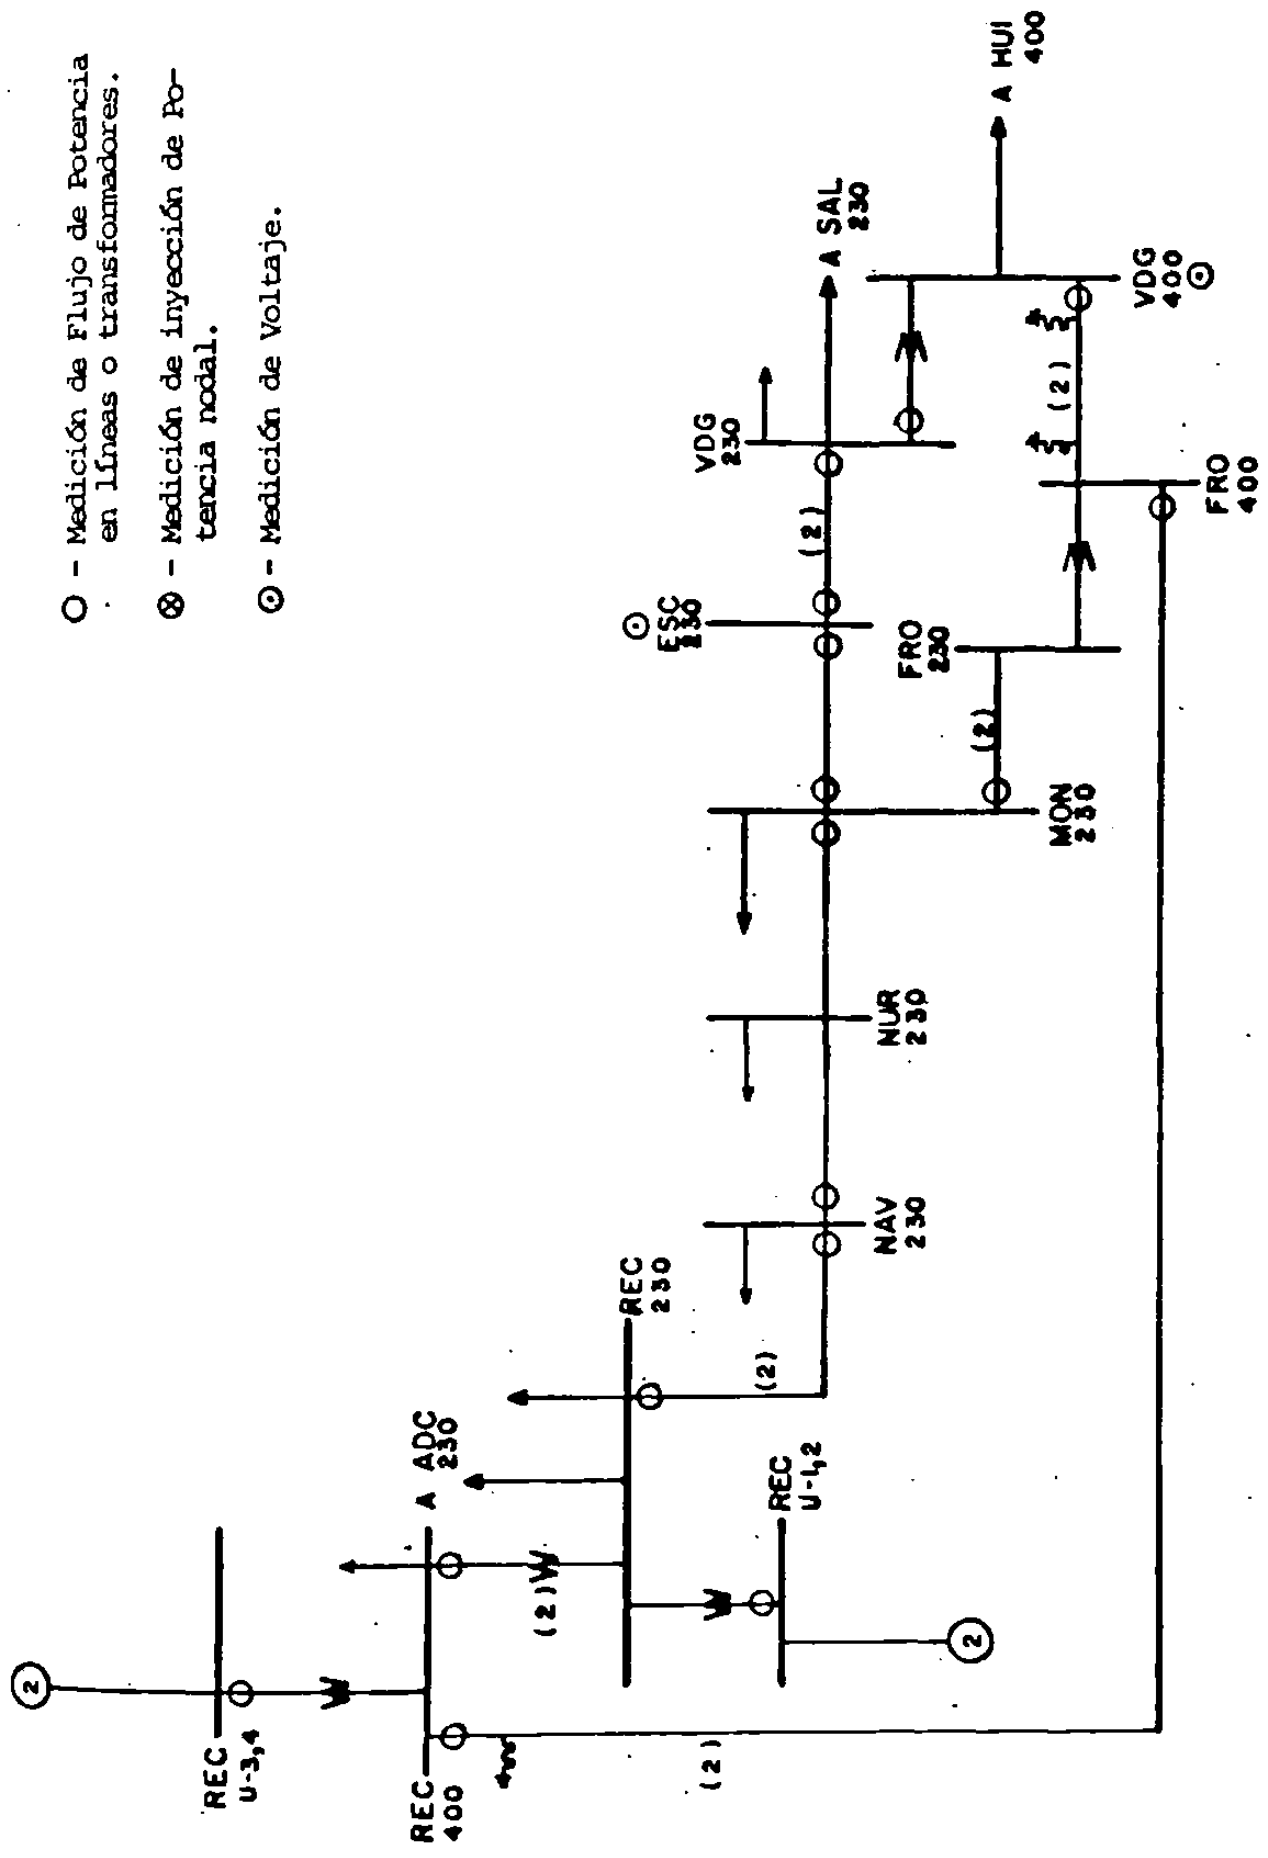 O - Medición de Flujo de Potencia
en líneas o transformadores.
⊗ - Medición de inyección de Po-
tencia nodal.
⊙ - Medición de Voltaje.
2
REC
U-3,4
REC
400
A ADC
230
(2)
(2)
REC
230
REC
U-1,2
2
(2)
NAV
230
NUR
230
MON
230
(2)
ESC
230
FRO
230
(2)
VDG
230
A SAL
230
(2)
FRO
400
VDG
400
A HUI
400